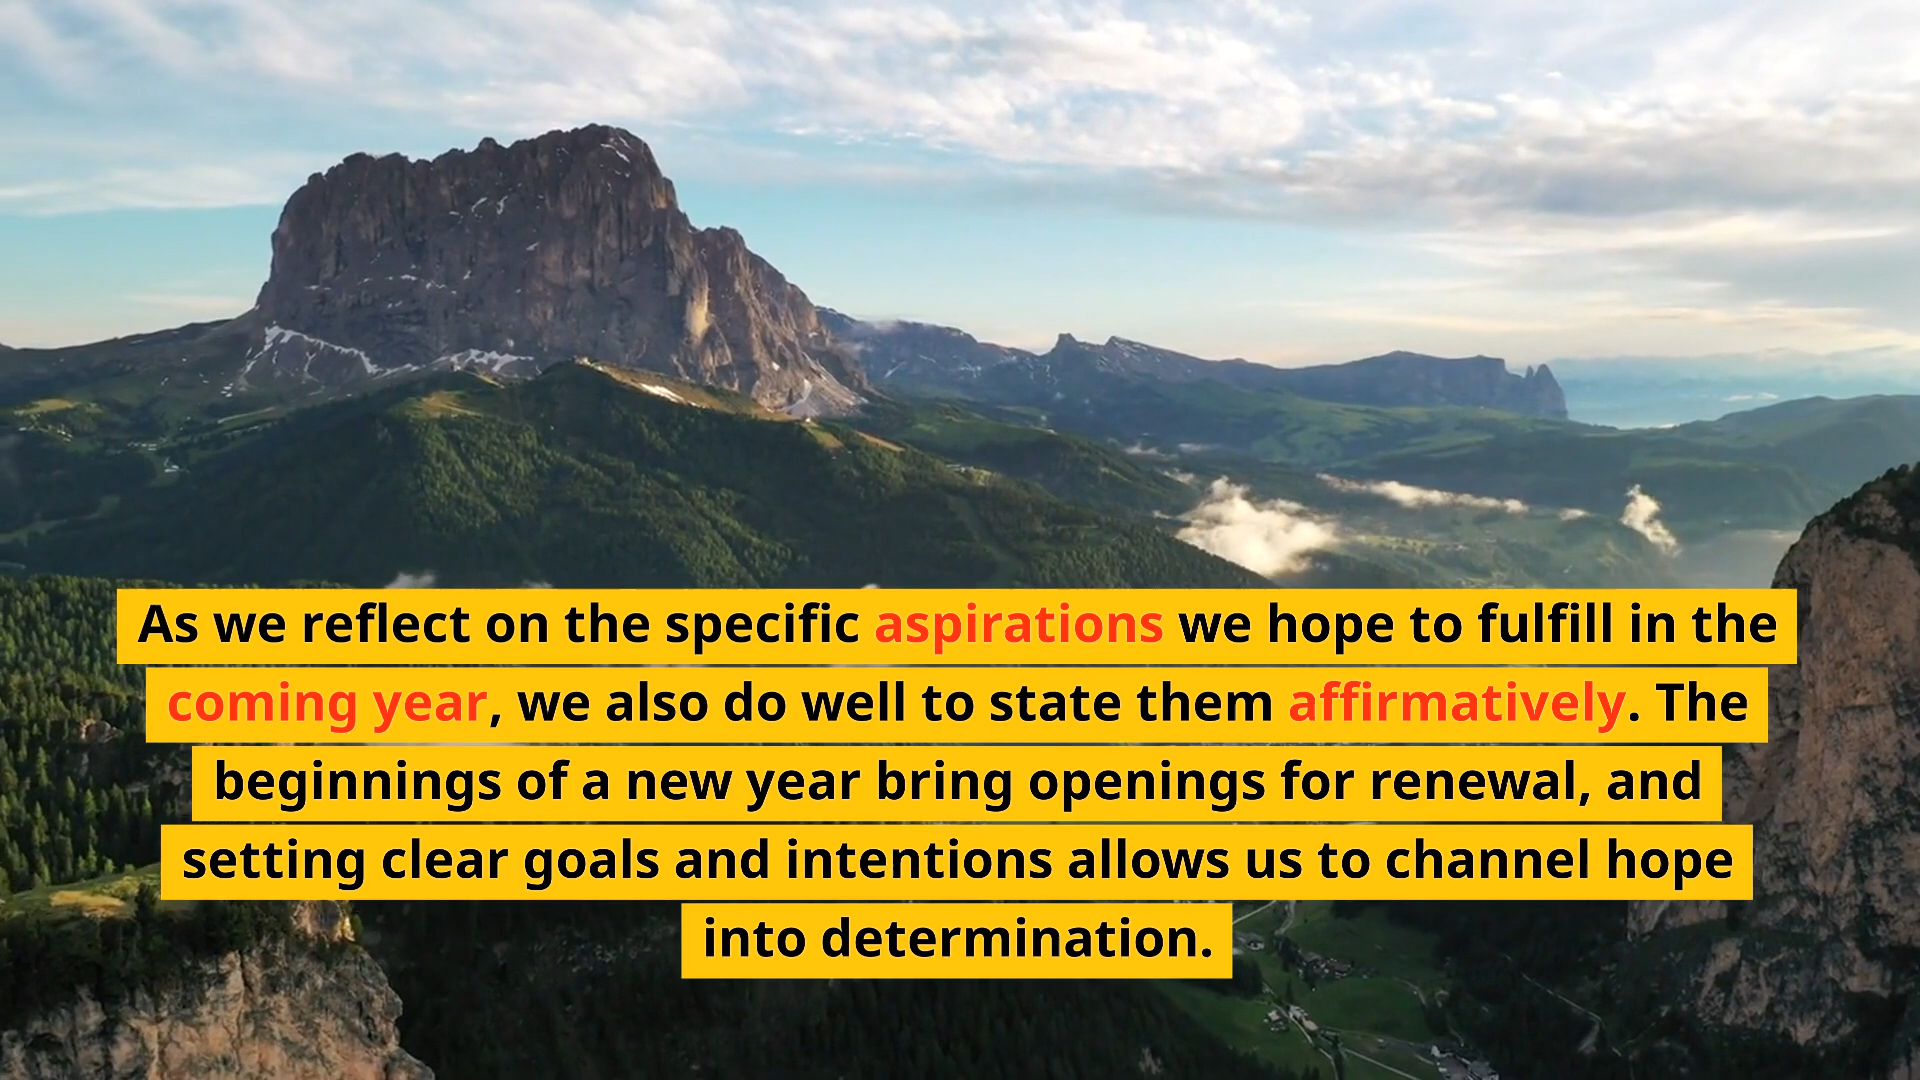 As we reflect on the specific aspirations we hope to fulfill in the
coming year, we also do well to state them affirmatively. The
beginnings of a new year bring openings for renewal, and
setting clear goals and intentions allows us to channel hope
into determination.